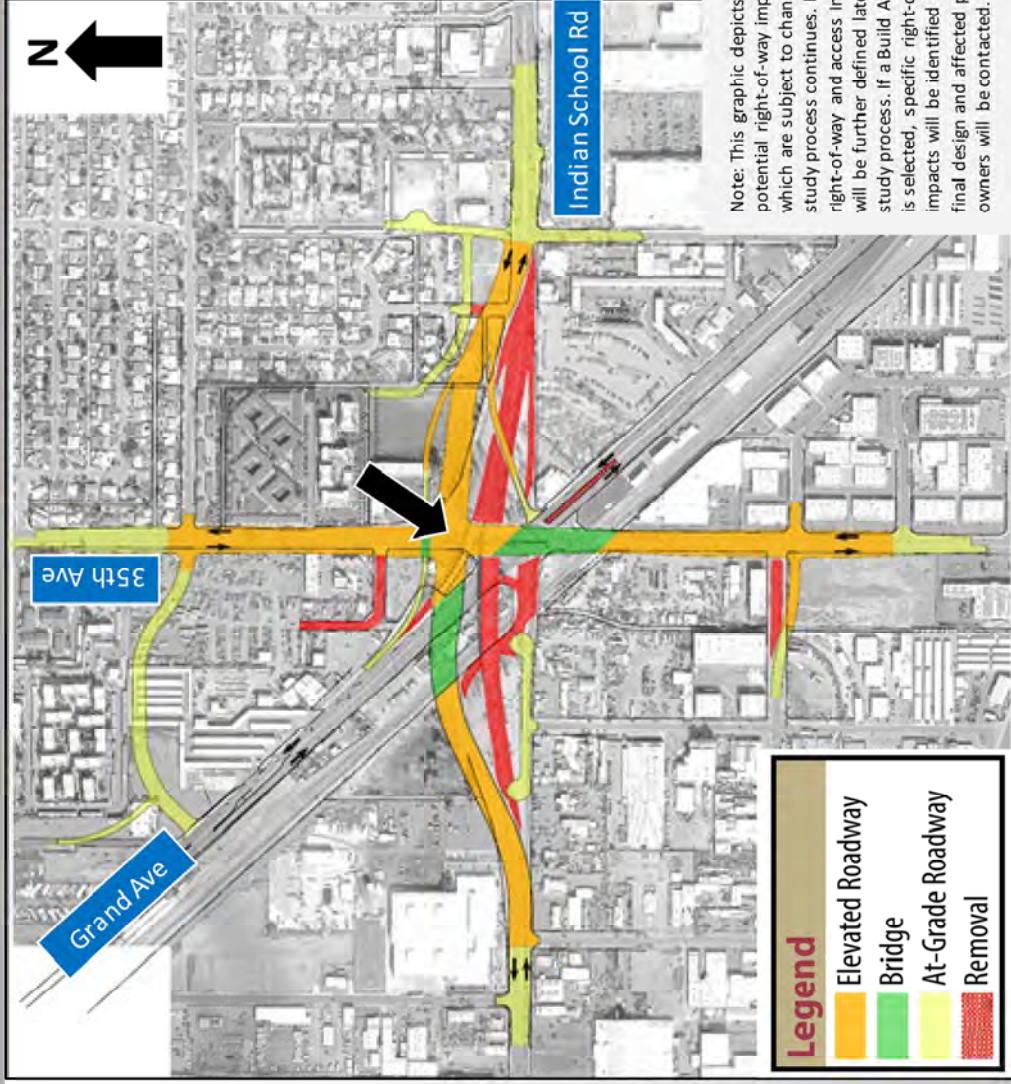 N
Indian School Rd
35th Ave
Grand Ave
Note: This graphic depicts
potential right-of-way imp
which are subject to chan
study process continues.
right-of-way and access In
will be further defined late
study process. If a Build A
is selected, specific right-o
impacts will be identified
final design and affected p
owners will be contacted.
Legend
Elevated Roadway
Bridge
At-Grade Roadway
Removal